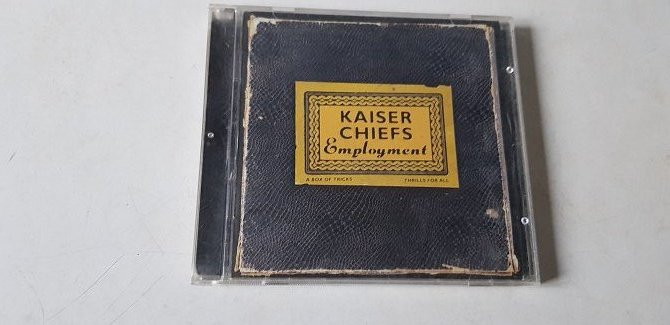 KAISER
CHIEFS
Employment
A BOX OF TRICKS THRILLS FOR ALL